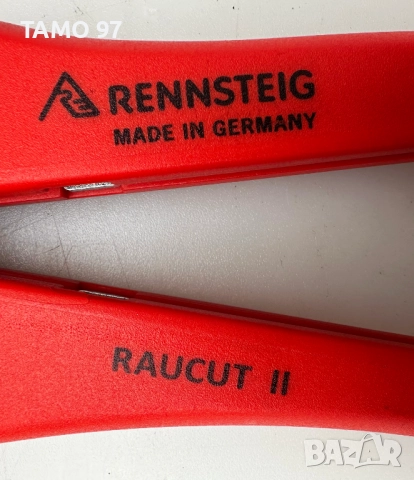 TAMO 97
RENNSTEIG
MADE IN GERMANY
RAUCUT II
BAZAR